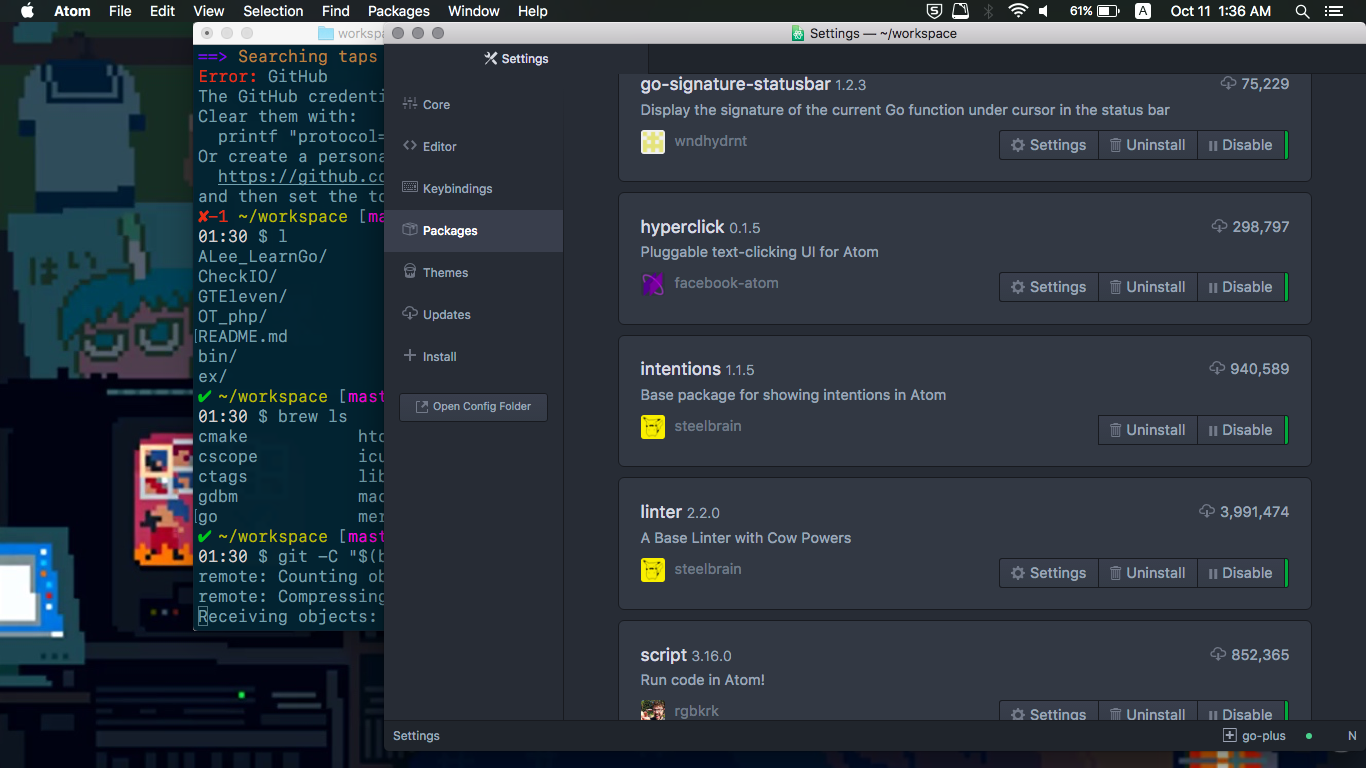 Atom File Edit View Selection Find Packages Window Help 61% A Oct 11 1:36 AM
workspa
==> Searching taps
Error: GitHub
The GitHub credenti
Clear them with:
printf "protocol=
Or create a persona
https://github.co
and then set the to
✘-1 ~/workspace [ma
01:30 $ l
ALee_LearnGo/
CheckIO/
GTEleven/
OT_php/
README.md
bin/
ex/
✔ ~/workspace [mast
01:30 $ brew ls
cmake hto
cscope icu
ctags lib
gdbm mac
go mer
✔ ~/workspace [mast
01:30 $ git -C "$(b
remote: Counting ob
remote: Compressing
Receiving objects:
はい
Settings — ~/workspace
Settings
Core
Editor
Keybindings
Packages
Themes
Updates
Install
Open Config Folder
go-signature-statusbar 1.2.3 75,229
Display the signature of the current Go function under cursor in the status bar
wndhydrnt Settings Uninstall Disable
hyperclick 0.1.5 298,797
Pluggable text-clicking UI for Atom
facebook-atom Settings Uninstall Disable
intentions 1.1.5 940,589
Base package for showing intentions in Atom
steelbrain Uninstall Disable
linter 2.2.0 3,991,474
A Base Linter with Cow Powers
steelbrain Settings Uninstall Disable
script 3.16.0 852,365
Run code in Atom!
rgbkrk Settings Uninstall Disable
Settings go-plus N